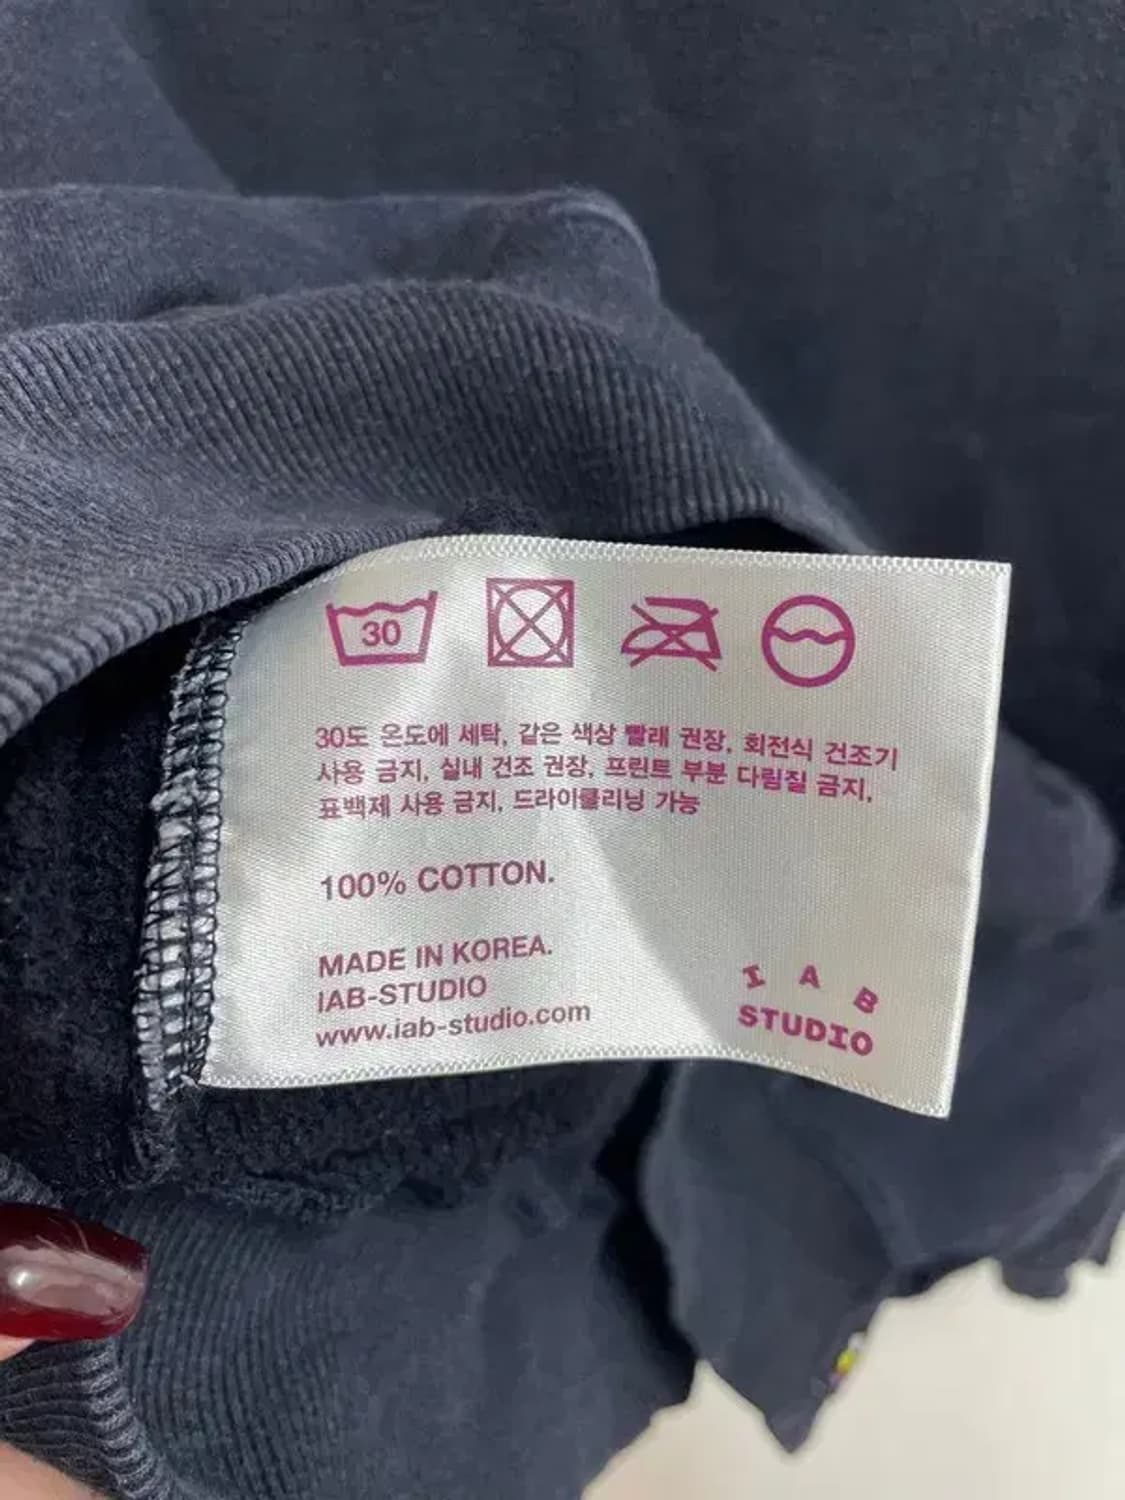 30
30도 온도에 세탁, 같은 색상 빨래 권장, 회전식 건조기
사용 금지, 실내 건조 권장, 프린트 부분 다림질 금지,
표백제 사용 금지, 드라이클리닝 가능
100% COTTON.
MADE IN KOREA.
IAB-STUDIO
www.iab-studio.com
I A B
STUDIO